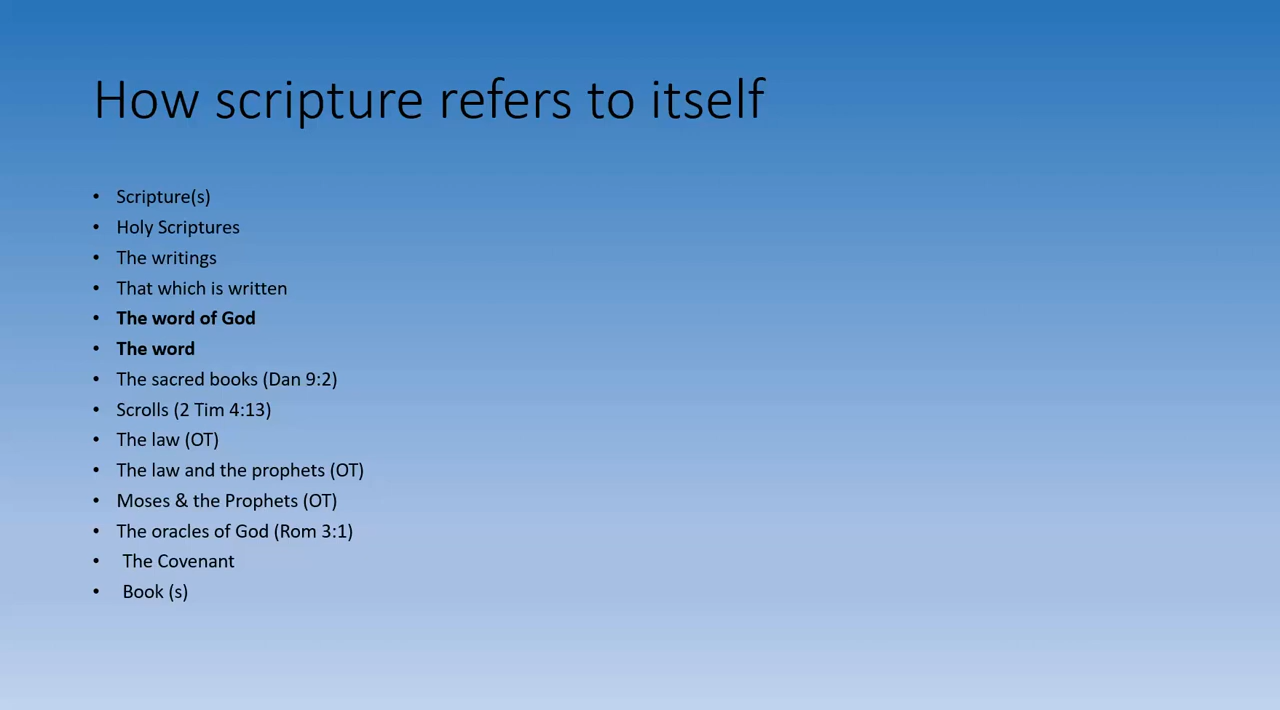 How scripture refers to itself
• Scripture(s)
• Holy Scriptures
• The writings
• That which is written
• The word of God
• The word
• The sacred books (Dan 9:2)
• Scrolls (2 Tim 4:13)
• The law (OT)
• The law and the prophets (OT)
• Moses & the Prophets (OT)
• The oracles of God (Rom 3:1)
• The Covenant
• Book (s)